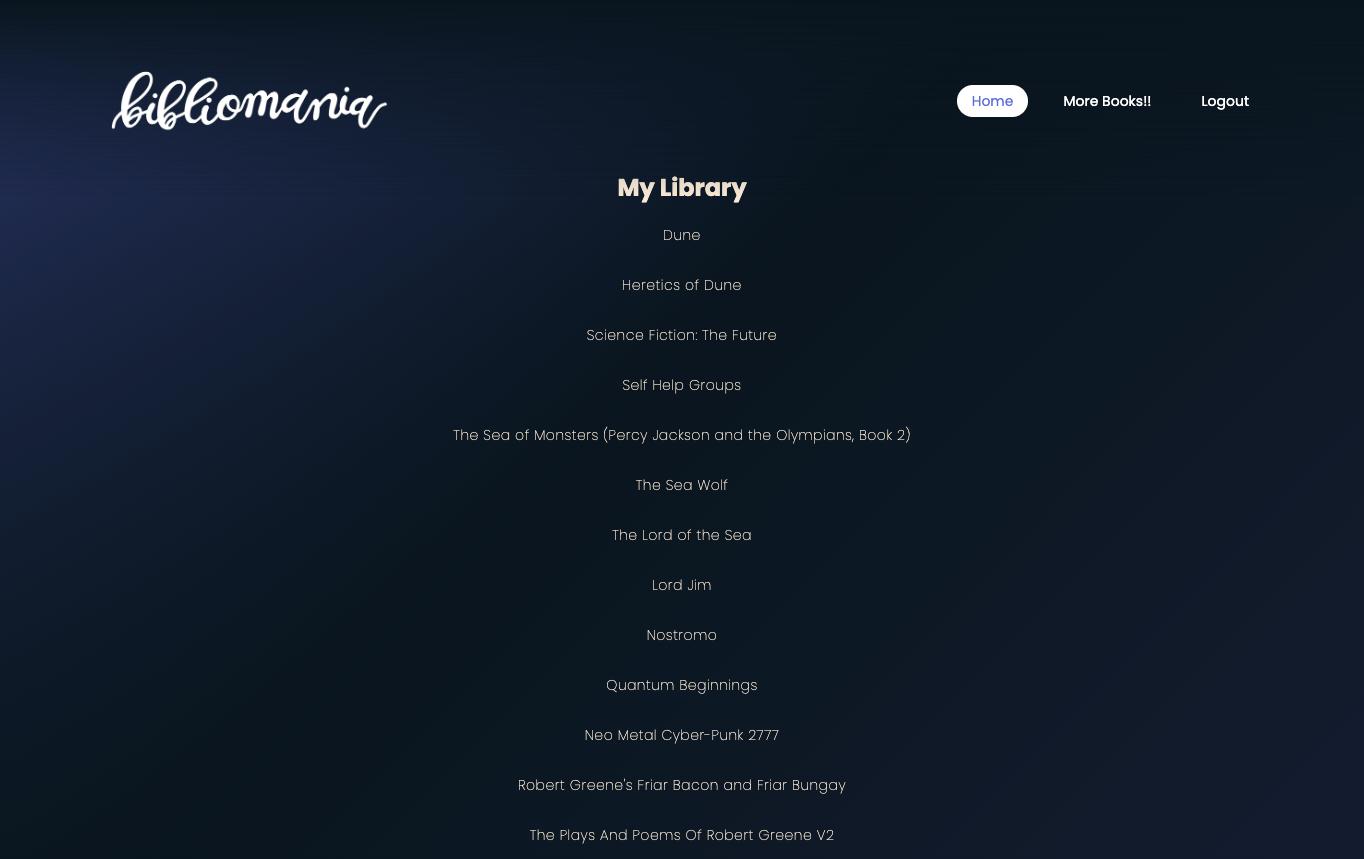 bibliomania
Home More Books!! Logout
My Library
Dune
Heretics of Dune
Science Fiction: The Future
Self Help Groups
The Sea of Monsters (Percy Jackson and the Olympians, Book 2)
The Sea Wolf
The Lord of the Sea
Lord Jim
Nostromo
Quantum Beginnings
Neo Metal Cyber-Punk 2777
Robert Greene's Friar Bacon and Friar Bungay
The Plays And Poems Of Robert Greene V2